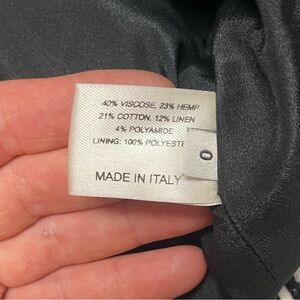 40% VISCOSE, 23% HEMP
21% COTTON, 12% LINEN
4% POLYAMIDE
LINING: 100% POLYESTE
0
MADE IN ITALY